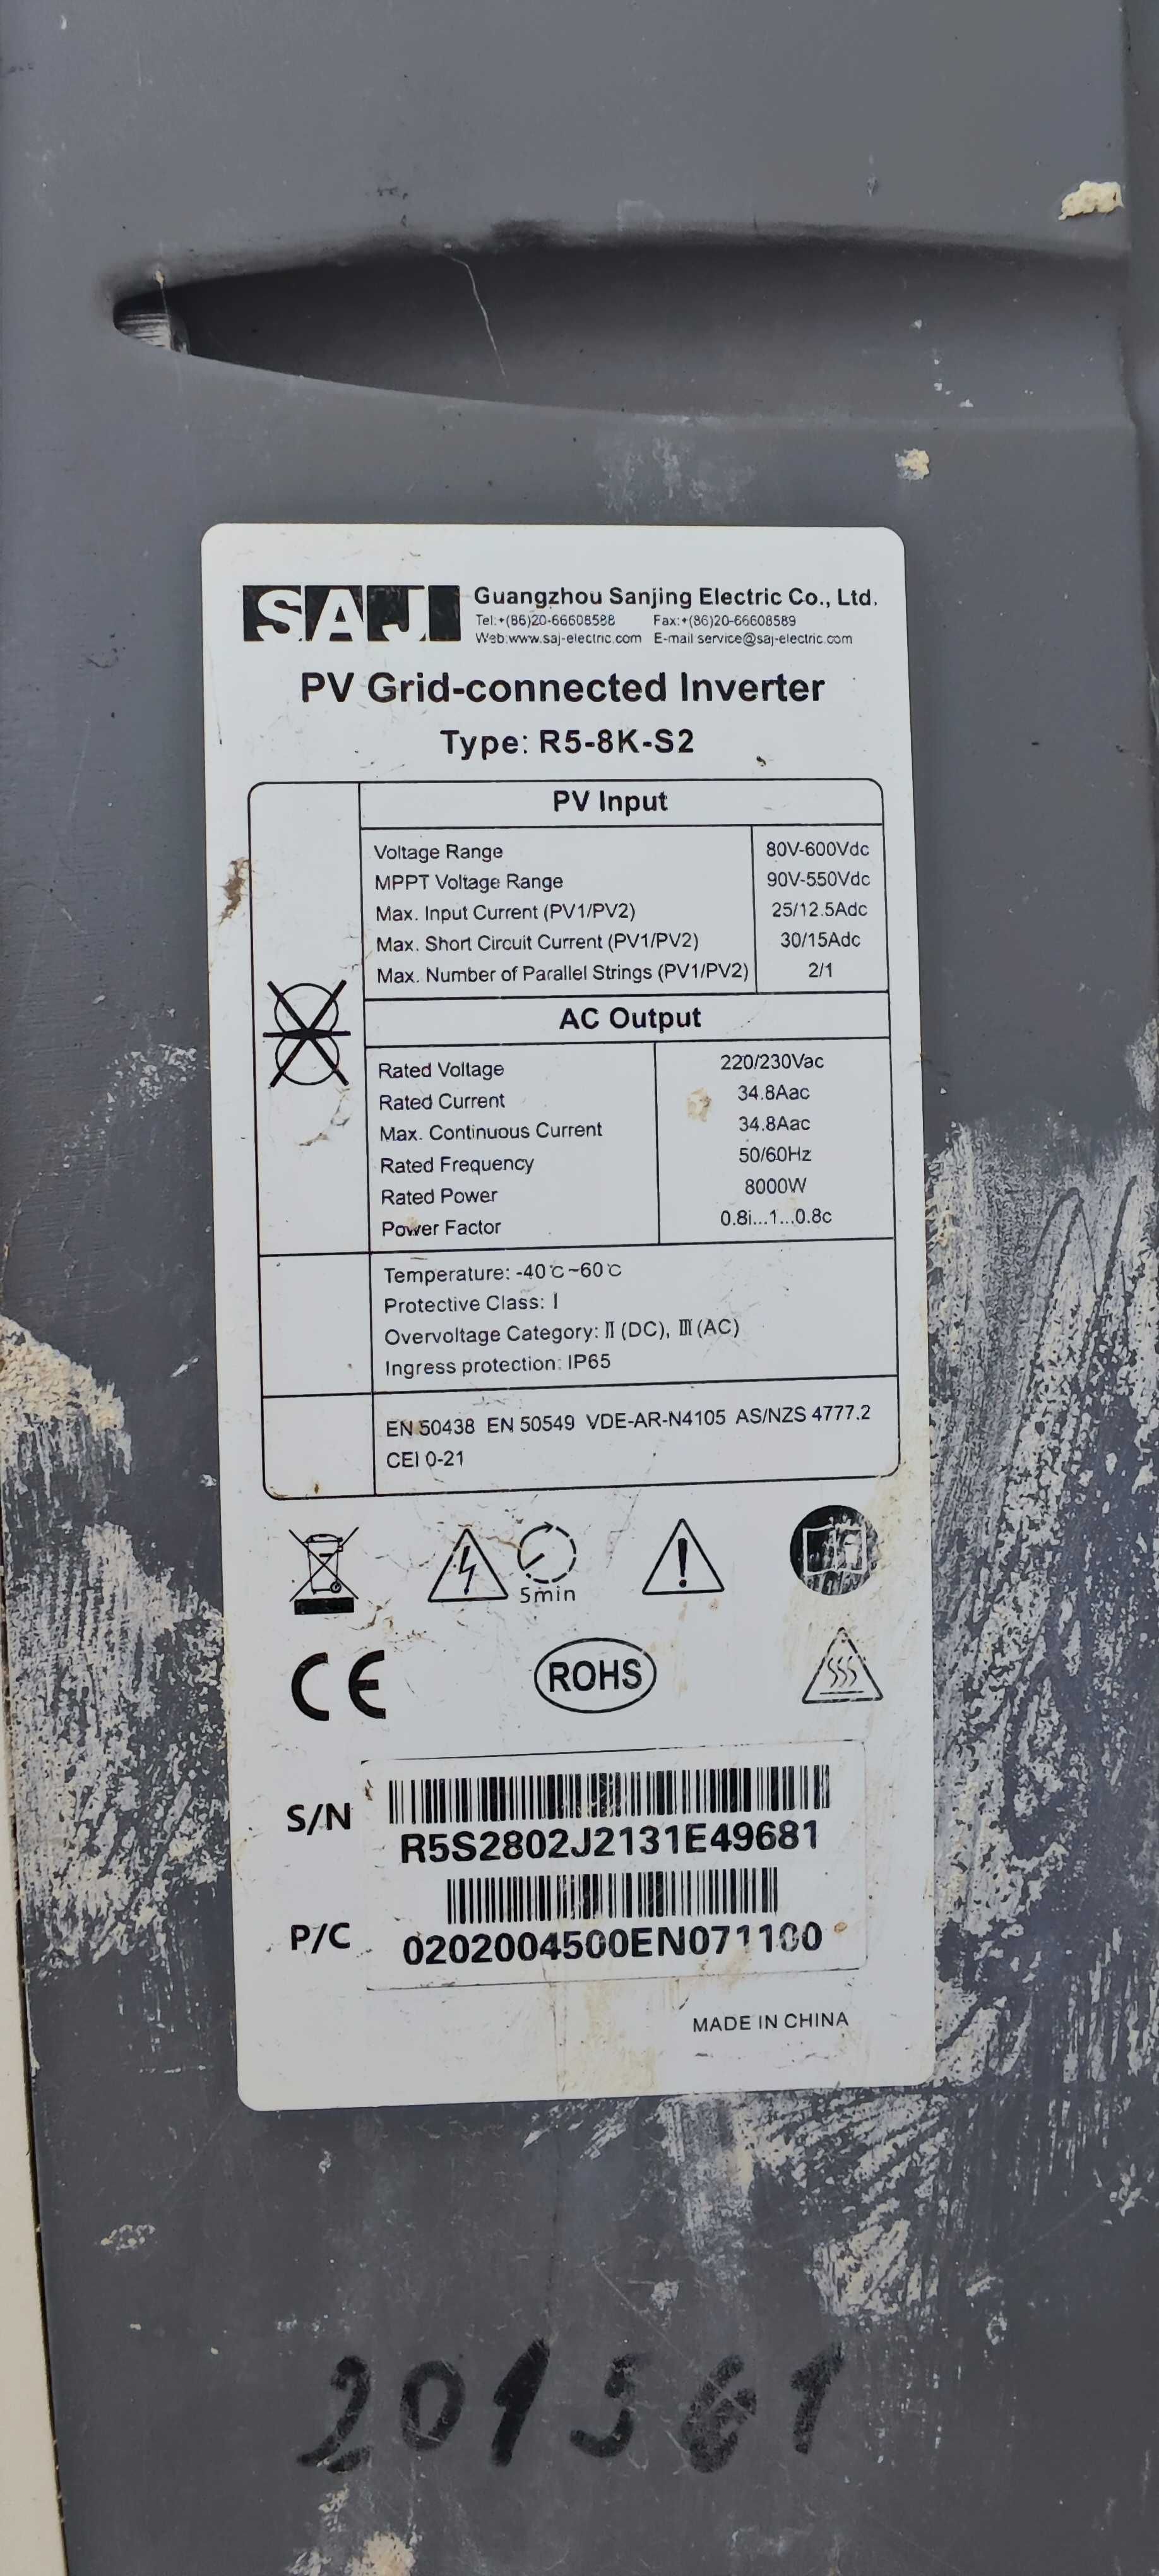 SAJ
Guangzhou Sanjing Electric Co., Ltd.
Tel:+(86)20-66608588 Fax:+(86)20-66608589
Web:www.saj-electric.com E-mail:service@saj-electric.com
PV Grid-connected Inverter
Type: R5-8K-S2
PV Input
Voltage Range 80V-600Vdc
MPPT Voltage Range 90V-550Vdc
Max. Input Current (PV1/PV2) 25/12.5Adc
Max. Short Circuit Current (PV1/PV2) 30/15Adc
Max. Number of Parallel Strings (PV1/PV2) 2/1
AC Output
Rated Voltage 220/230Vac
Rated Current 34.8Aac
Max. Continuous Current 34.8Aac
Rated Frequency 50/60Hz
Rated Power 8000W
Power Factor 0.8i...1...0.8c
Temperature: -40℃~60℃
Protective Class: I
Overvoltage Category: Ⅱ (DC), Ⅲ (AC)
Ingress protection: IP65
EN 50438 EN 50549 VDE-AR-N4105 AS/NZS 4777.2
CEI 0-21
5min
CE
ROHS
S/N
R5S2802J2131E49681
P/C
0202004500EN071100
MADE IN CHINA
201361